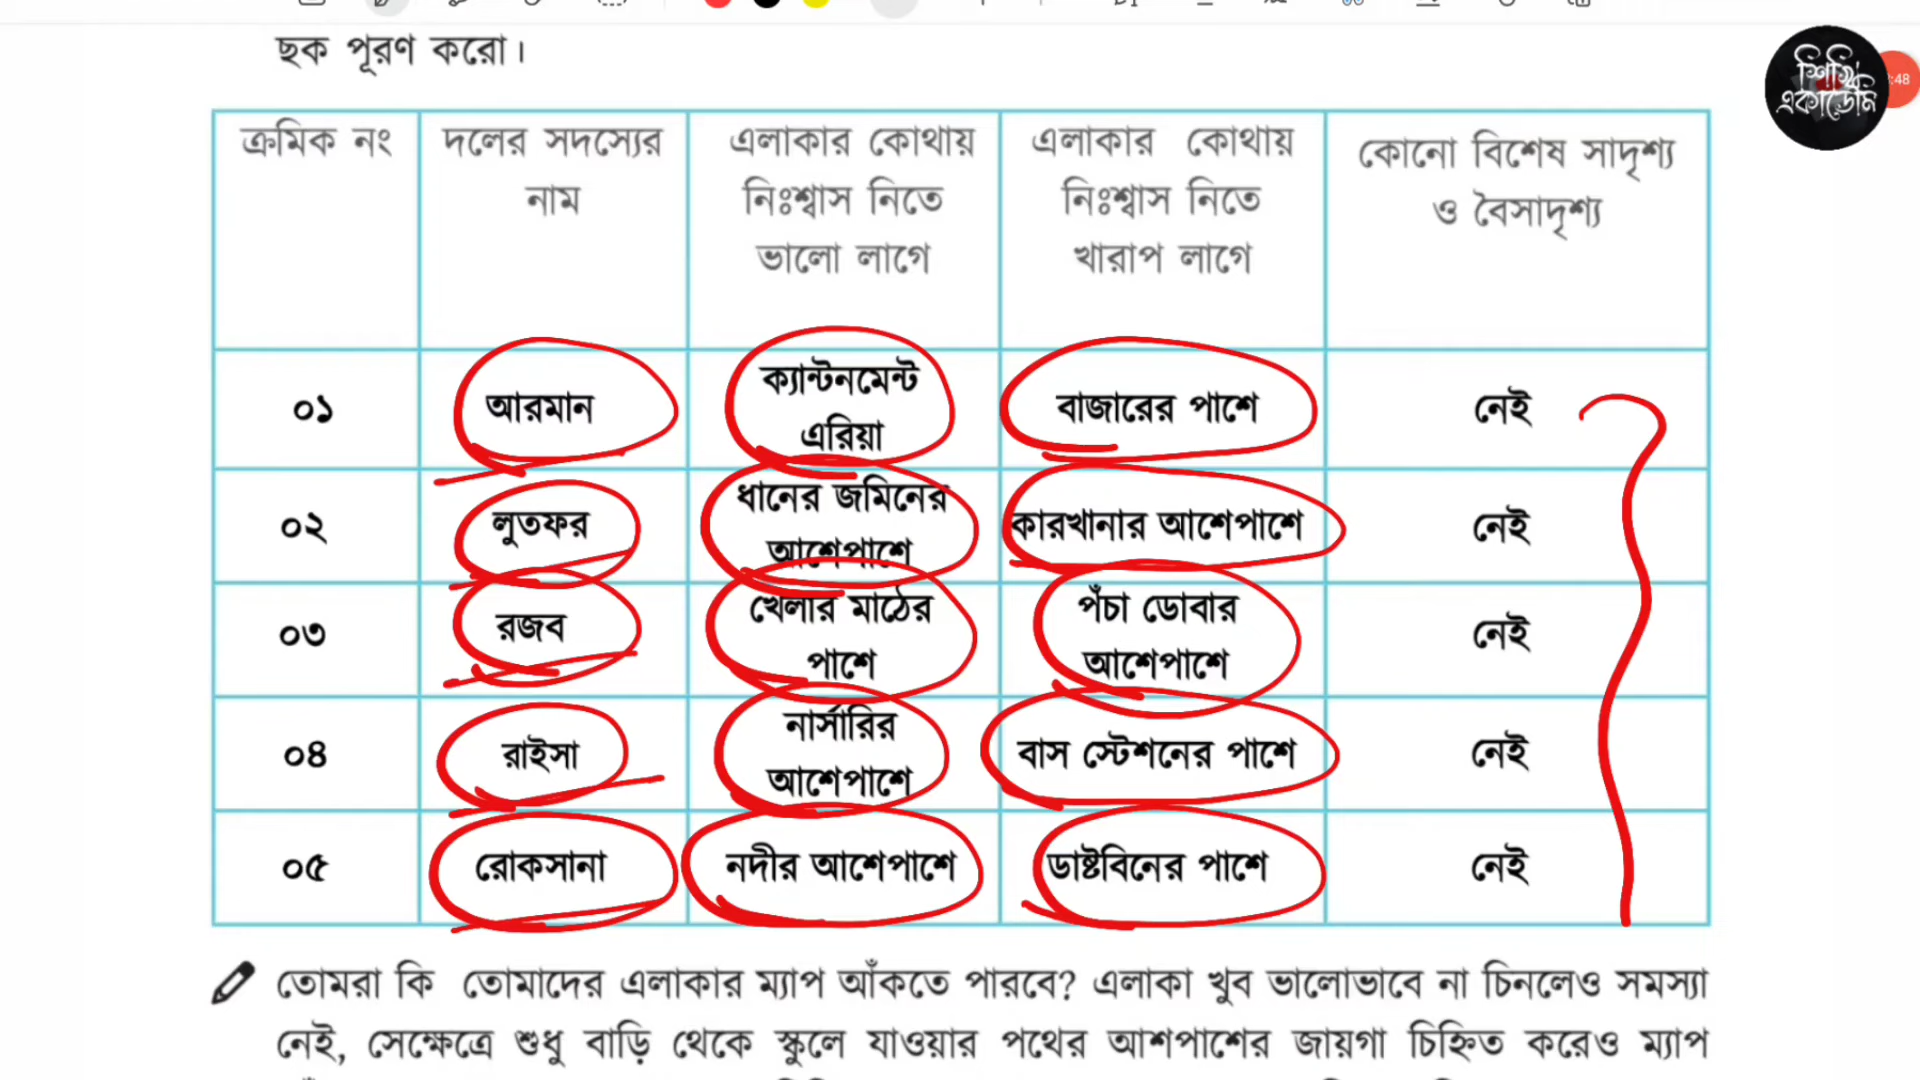 ছক পূরণ করো।
শিশির একাডেমি
:48
ক্রমিক নং
দলের সদস্যের
নাম
এলাকার কোথায়
নিঃশ্বাস নিতে
ভালো লাগে
এলাকার কোথায়
নিঃশ্বাস নিতে
খারাপ লাগে
কোনো বিশেষ সাদৃশ্য
ও বৈসাদৃশ্য
০১
আরমান
ক্যান্টনমেন্ট
এরিয়া
বাজারের পাশে
নেই
০২
লুতফর
ধানের জমিনের
আশেপাশে
কারখানার আশেপাশে
নেই
০৩
রজব
খেলার মাঠের
পাশে
পঁচা ডোবার
আশেপাশে
নেই
০৪
রাইসা
নার্সারির
আশেপাশে
বাস স্টেশনের পাশে
নেই
০৫
রোকসানা
নদীর আশেপাশে
ডাষ্টবিনের পাশে
নেই
তোমরা কি তোমাদের এলাকার ম্যাপ আঁকতে পারবে? এলাকা খুব ভালোভাবে না চিনলেও সমস্যা
নেই, সেক্ষেত্রে শুধু বাড়ি থেকে স্কুলে যাওয়ার পথের আশপাশের জায়গা চিহ্নিত করেও ম্যাপ